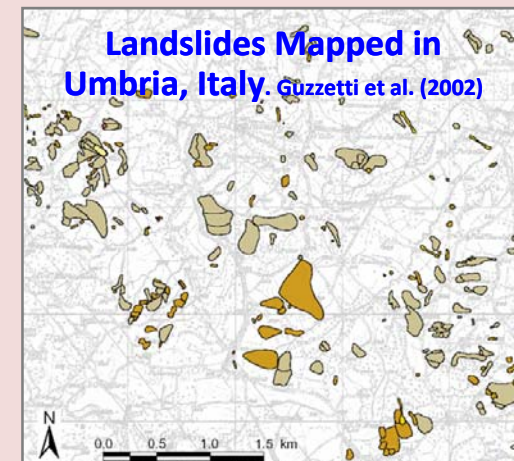 Landslides Mapped in
Umbria, Italy. Guzzetti et al. (2002)
N
0.0 0.5 1.0 1.5 km